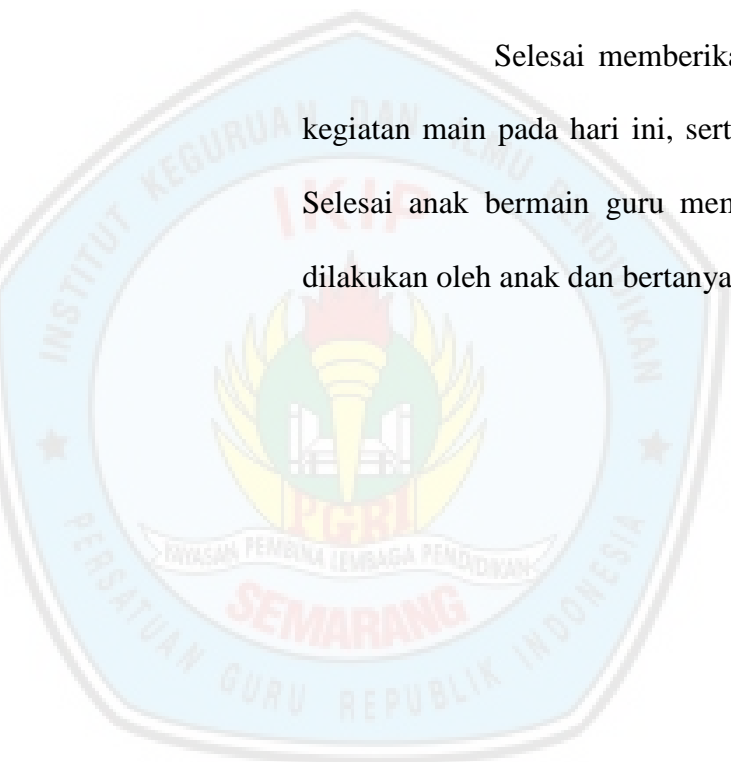 Selesai memberika
kegiatan main pada hari ini, sert
Selesai anak bermain guru men
dilakukan oleh anak dan bertanya
INSTITUT KEGURUAN DAN ILMU PENDIDIKAN
IKIP
PGRI
YAYASAN PEMBINA LEMBAGA PENDIDIKAN
SEMARANG
PERSATUAN GURU REPUBLIK INDONESIA